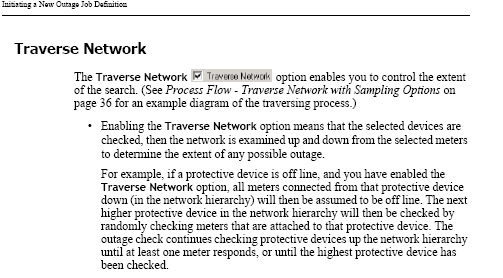 Initiating a New Outage Job Definition
Traverse Network
The Traverse Network Traverse Network option enables you to control the extent
of the search. (See Process Flow - Traverse Network with Sampling Options on
page 36 for an example diagram of the traversing process.)
• Enabling the Traverse Network option means that the selected devices are
checked, then the network is examined up and down from the selected meters
to determine the extent of any possible outage.
For example, if a protective device is off line, and you have enabled the
Traverse Network option, all meters connected from that protective device
down (in the network hierarchy) will then be assumed to be off line. The next
higher protective device in the network hierarchy will then be checked by
randomly checking meters that are attached to that protective device. The
outage check continues checking protective devices up the network hierarchy
until at least one meter responds, or until the highest protective device has
been checked.